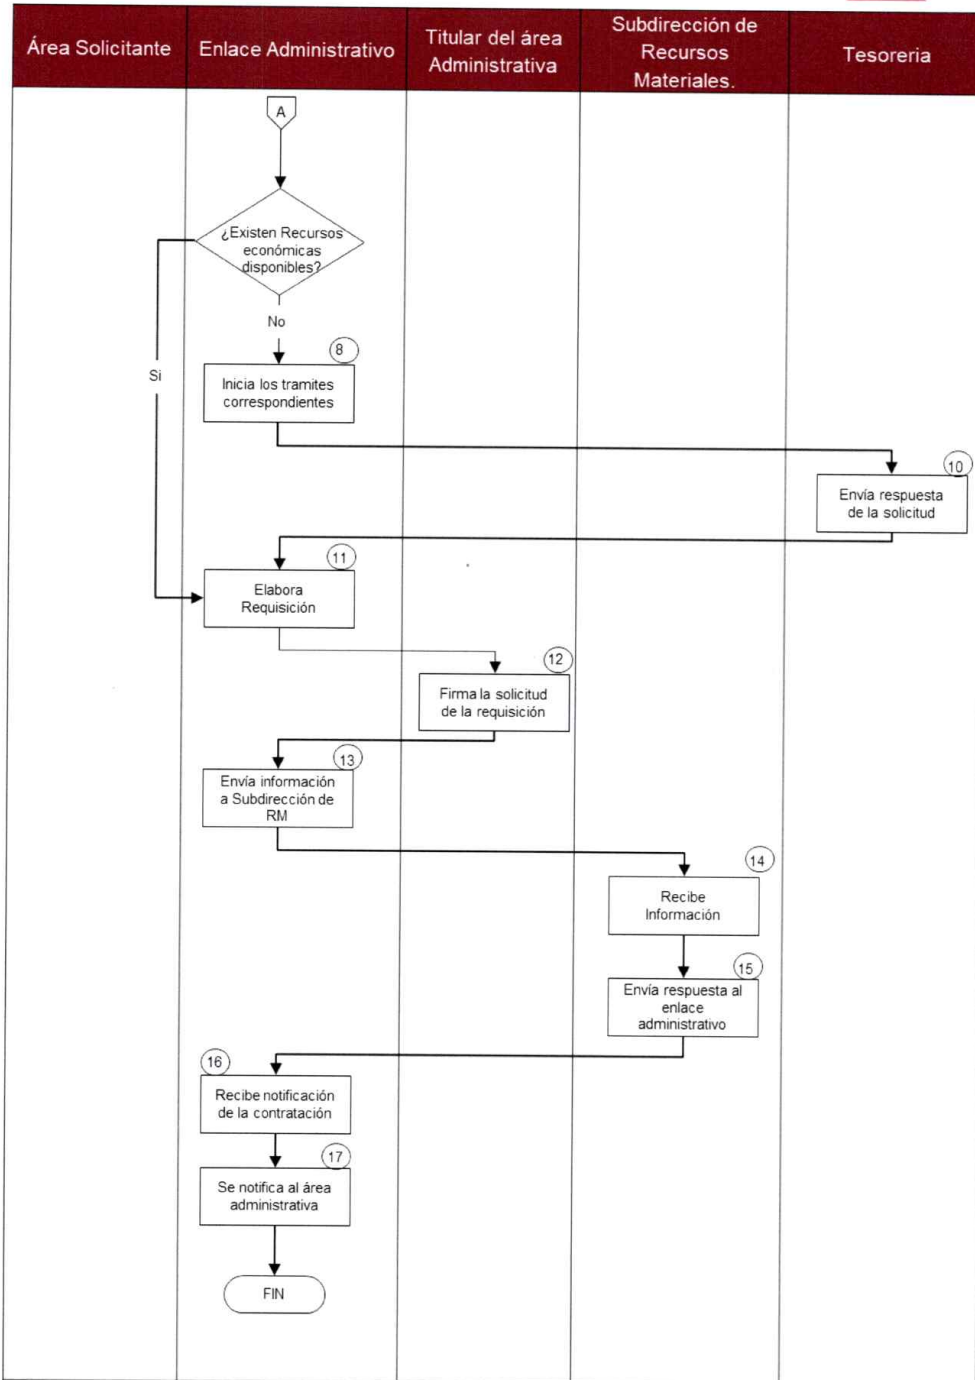 Área Solicitante
Enlace Administrativo
Titular del área
Administrativa
Subdirección de
Recursos
Materiales.
Tesoreria
A
¿Existen Recursos
económicas
disponibles?
No
Si
8
Inicia los tramites
correspondientes
10
Envía respuesta
de la solicitud
11
Elabora
Requisición
12
Firma la solicitud
de la requisición
13
Envía información
a Subdirección de
RM
14
Recibe
Información
15
Envía respuesta al
enlace
administrativo
16
Recibe notificación
de la contratación
17
Se notifica al área
administrativa
FIN